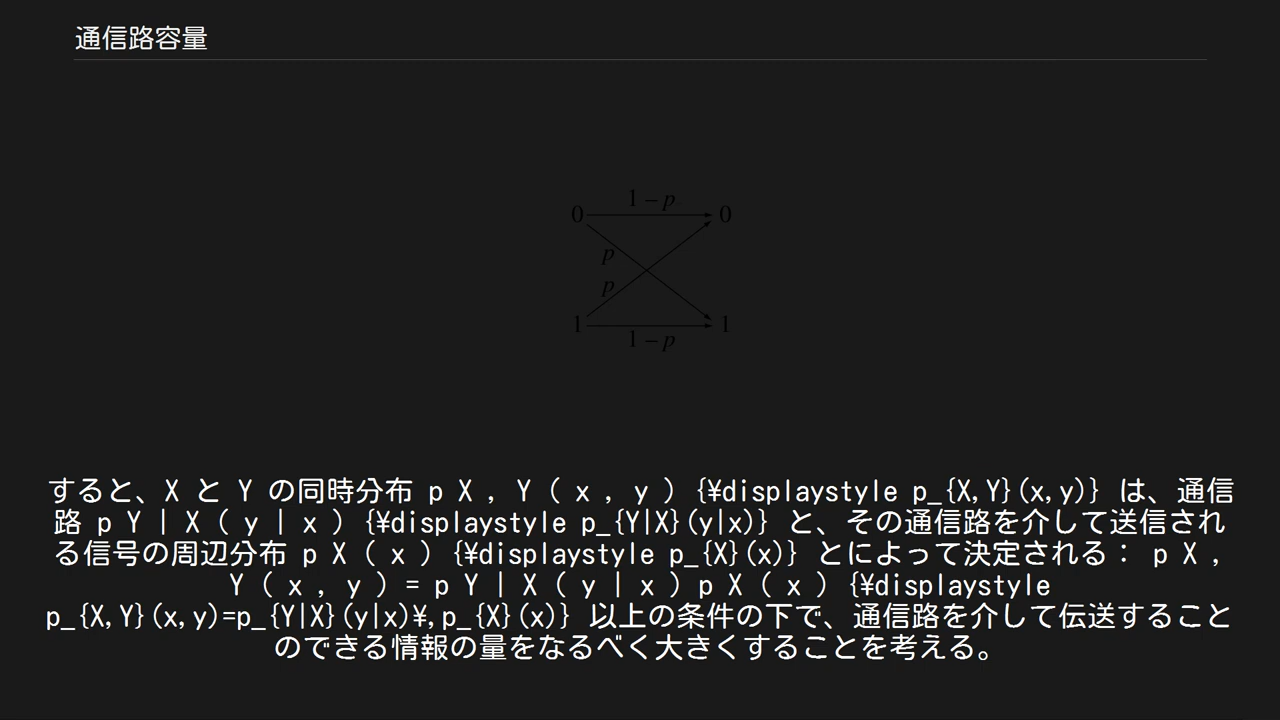 通信路容量
1 – p
0 0
p
p
1 1
1 – p
すると、X と Y の同時分布 p X , Y ( x , y ) {¥displaystyle p_{X,Y}(x,y)} は、通信
路 p Y | X ( y | x ) {¥displaystyle p_{Y|X}(y|x)} と、その通信路を介して送信され
る信号の周辺分布 p X ( x ) {¥displaystyle p_{X}(x)} とによって決定される： p X ,
Y ( x , y ) = p Y | X ( y | x ) p X ( x ) {¥displaystyle
p_{X,Y}(x,y)=p_{Y|X}(y|x)¥,p_{X}(x)} 以上の条件の下で、通信路を介して伝送すること
のできる情報の量をなるべく大きくすることを考える。